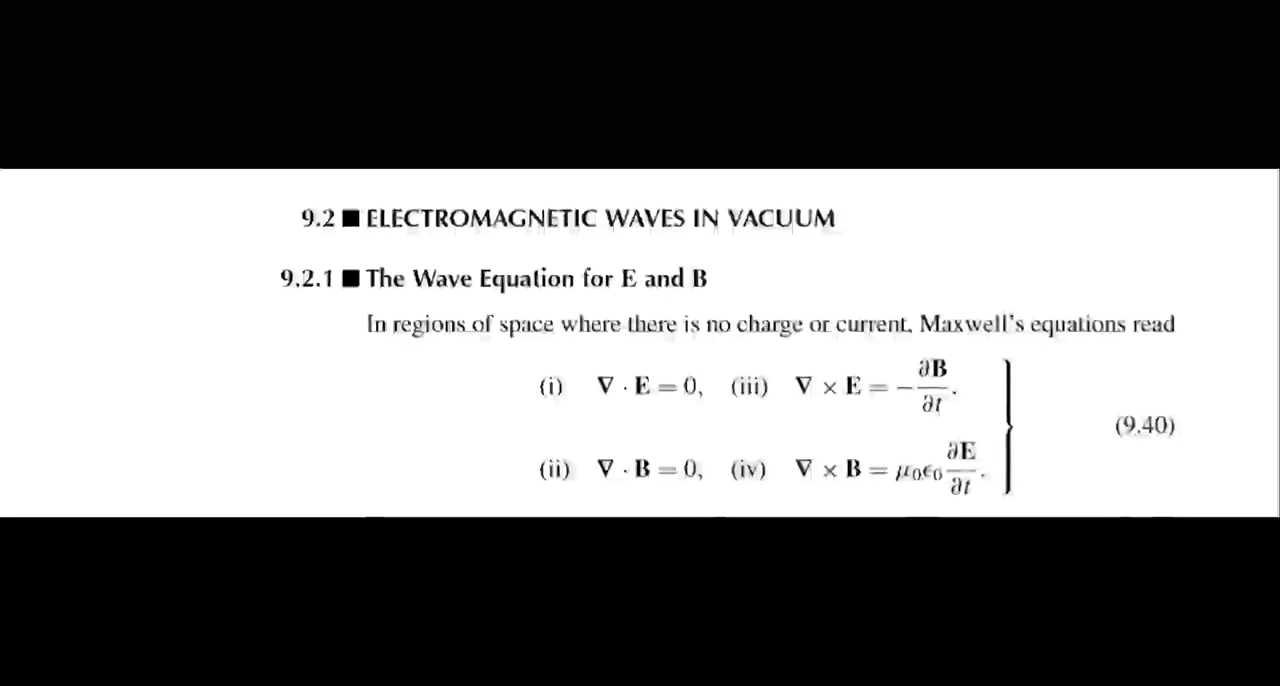 9.2 ■ ELECTROMAGNETIC WAVES IN VACUUM
9.2.1 ■ The Wave Equation for E and B
In regions of space where there is no charge or current, Maxwell's equations read
(i) ∇ · E = 0, (iii) ∇ × E = −∂B/∂t.
(9.40)
(ii) ∇ · B = 0, (iv) ∇ × B = μ₀ϵ₀ ∂E/∂t.